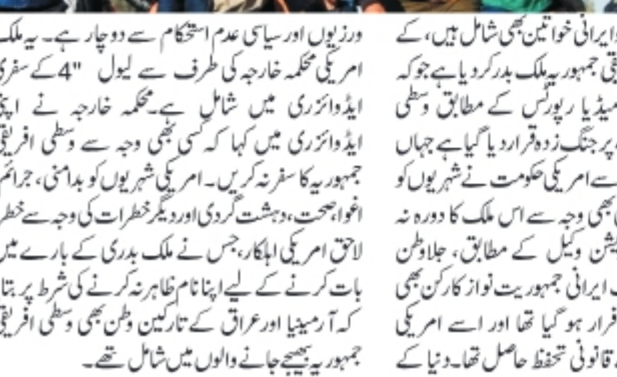 ایرانی خواتین بھی شامل ہیں، کے
جمہوریہ ملک بدر کر دیا ہے جو کہ
میڈیا رپورٹس کے مطابق وسطی
پر جنگ زدہ قرار دیا گیا ہے جہاں
سے امریکی حکومت نے شہریوں کو
بھی وجہ سے اس ملک کا دورہ نہ
وکیل کے مطابق، جلاوطن
ایرانی جمہوریت نواز کارکن بھی
فرار ہو گیا تھا اور اسے امریکی
قانونی تحفظ حاصل تھا۔ دنیا کے
ورزیوں اور سیاسی عدم استحکام سے دوچار ہے۔ یہ ملک
امریکی محکمہ خارجہ کی طرف سے لیول "4 کے سفری
ایڈوائزری میں شامل ہے۔ محکمہ خارجہ نے
ایڈوائزری میں کہا کہ کسی بھی وجہ سے وسطی افریقی
جمہوریہ کا سفر نہ کریں۔ امریکی شہریوں کو بدامنی، جرائم
اغوا، صحت، دہشت گردی اور دیگر خطرات کی وجہ سے خطر
لاحق امریکی اہلکار، جس نے ملک بدری کے بارے میں
بات کرنے کے لیے اپنا نام ظاہر نہ کرنے کی شرط پر بتا
کہ آرمینیا اور عراق کے تارکین وطن بھی وسطی افریقی
جمہوریہ بھیجے جانے والوں میں شامل تھے۔